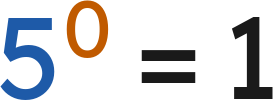 5⁰ = 1